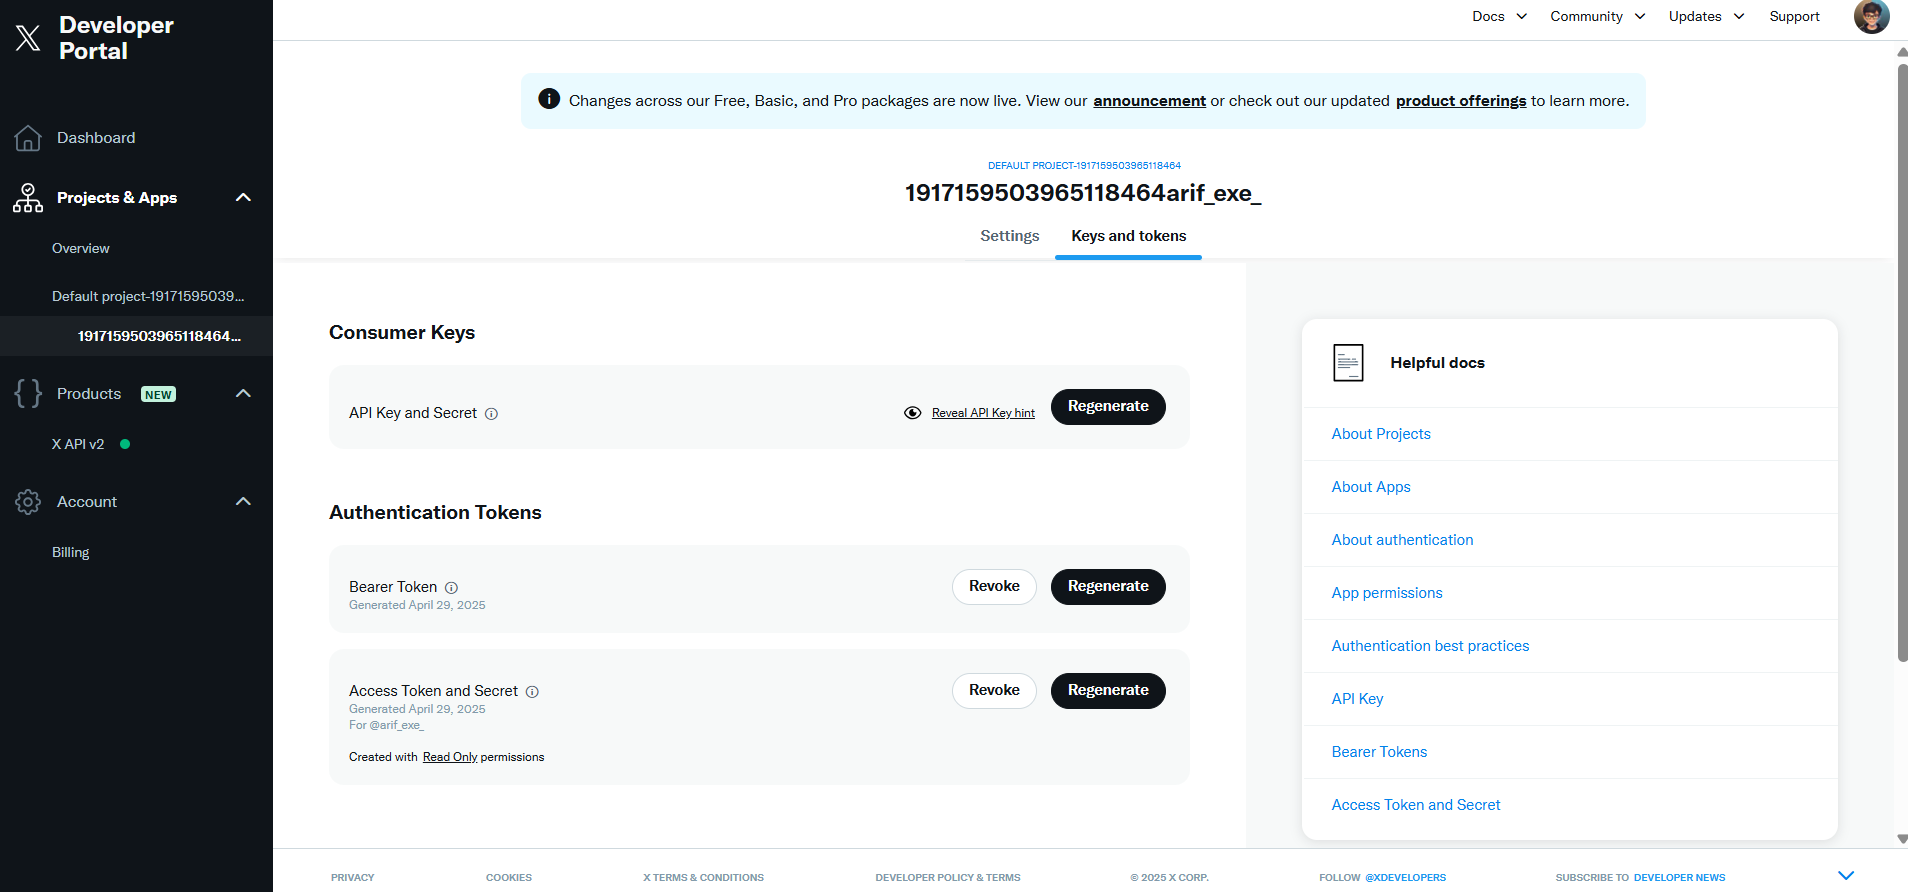 Developer
Portal
Docs
Community
Updates
Support
Dashboard
Projects & Apps
Overview
Default project-19171595039...
1917159503965118464...
Products NEW
X API v2
Account
Billing
Changes across our Free, Basic, and Pro packages are now live. View our announcement or check out our updated product offerings to learn more.
DEFAULT PROJECT-1917159503965118464
1917159503965118464arif_exe_
Settings
Keys and tokens
Consumer Keys
API Key and Secret
Reveal API Key hint
Regenerate
Authentication Tokens
Bearer Token
Generated April 29, 2025
Revoke
Regenerate
Access Token and Secret
Generated April 29, 2025
For @arif_exe_
Created with Read Only permissions
Revoke
Regenerate
Helpful docs
About Projects
About Apps
About authentication
App permissions
Authentication best practices
API Key
Bearer Tokens
Access Token and Secret
PRIVACY
COOKIES
X TERMS & CONDITIONS
DEVELOPER POLICY & TERMS
© 2025 X CORP.
FOLLOW @XDEVELOPERS
SUBSCRIBE TO DEVELOPER NEWS